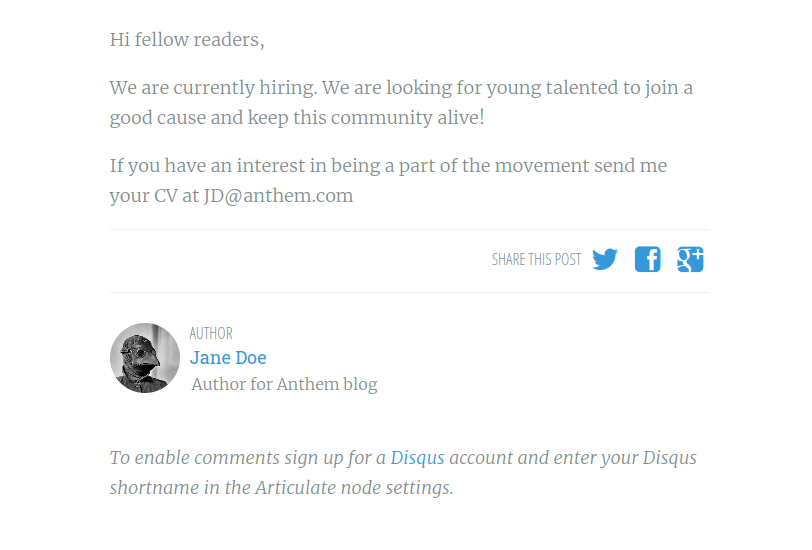 Hi fellow readers,
We are currently hiring. We are looking for young talented to join a
good cause and keep this community alive!
If you have an interest in being a part of the movement send me
your CV at JD@anthem.com
SHARE THIS POST
g+
AUTHOR
Jane Doe
Author for Anthem blog
To enable comments sign up for a Disqus account and enter your Disqus
shortname in the Articulate node settings.